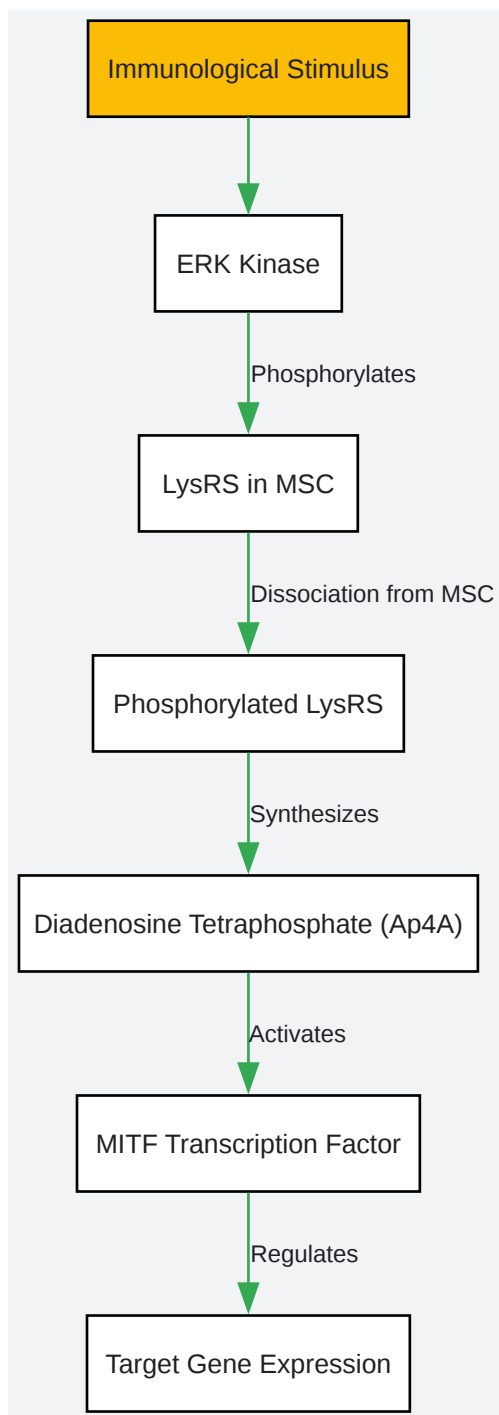 Immunological Stimulus
ERK Kinase
Phosphorylates
LysRS in MSC
Dissociation from MSC
Phosphorylated LysRS
Synthesizes
Diadenosine Tetraphosphate (Ap4A)
Activates
MITF Transcription Factor
Regulates
Target Gene Expression